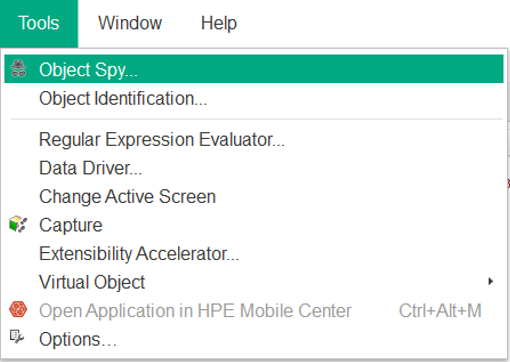 Tools Window Help
Object Spy...
Object Identification...
Regular Expression Evaluator...
Data Driver...
Change Active Screen
Capture
Extensibility Accelerator...
Virtual Object
Open Application in HPE Mobile Center Ctrl+Alt+M
Options...